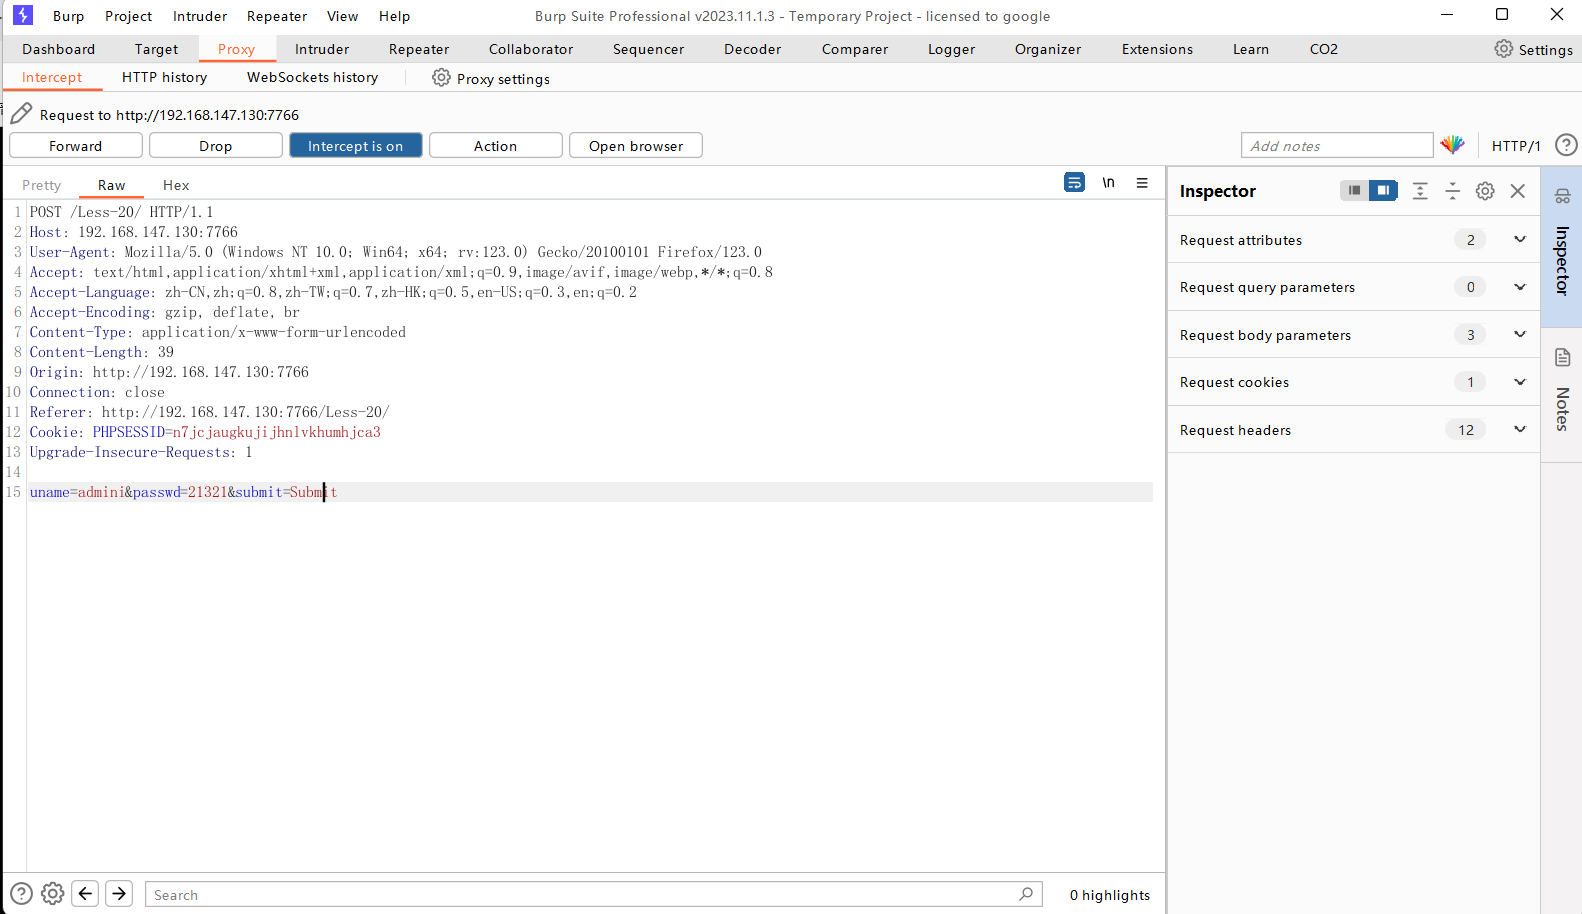 Burp Project Intruder Repeater View Help Burp Suite Professional v2023.11.1.3 - Temporary Project - licensed to google
Dashboard Target Proxy Intruder Repeater Collaborator Sequencer Decoder Comparer Logger Organizer Extensions Learn CO2 Settings
Intercept HTTP history WebSockets history Proxy settings
Request to http://192.168.147.130:7766
Forward Drop Intercept is on Action Open browser Add notes HTTP/1 ?
Pretty Raw Hex \n
Inspector
1 POST /Less-20/ HTTP/1.1
2 Host: 192.168.147.130:7766
3 User-Agent: Mozilla/5.0 (Windows NT 10.0; Win64; x64; rv:123.0) Gecko/20100101 Firefox/123.0
4 Accept: text/html,application/xhtml+xml,application/xml;q=0.9,image/avif,image/webp,*/*;q=0.8
5 Accept-Language: zh-CN,zh;q=0.8,zh-TW;q=0.7,zh-HK;q=0.5,en-US;q=0.3,en;q=0.2
6 Accept-Encoding: gzip, deflate, br
7 Content-Type: application/x-www-form-urlencoded
8 Content-Length: 39
9 Origin: http://192.168.147.130:7766
10 Connection: close
11 Referer: http://192.168.147.130:7766/Less-20/
12 Cookie: PHPSESSID=n7jcjaugkujijhnlvkhumhjca3
13 Upgrade-Insecure-Requests: 1
14
15 uname=admini&passwd=21321&submit=Submit
Request attributes 2
Request query parameters 0
Request body parameters 3
Request cookies 1
Request headers 12
Inspector
Notes
? Search 0 highlights